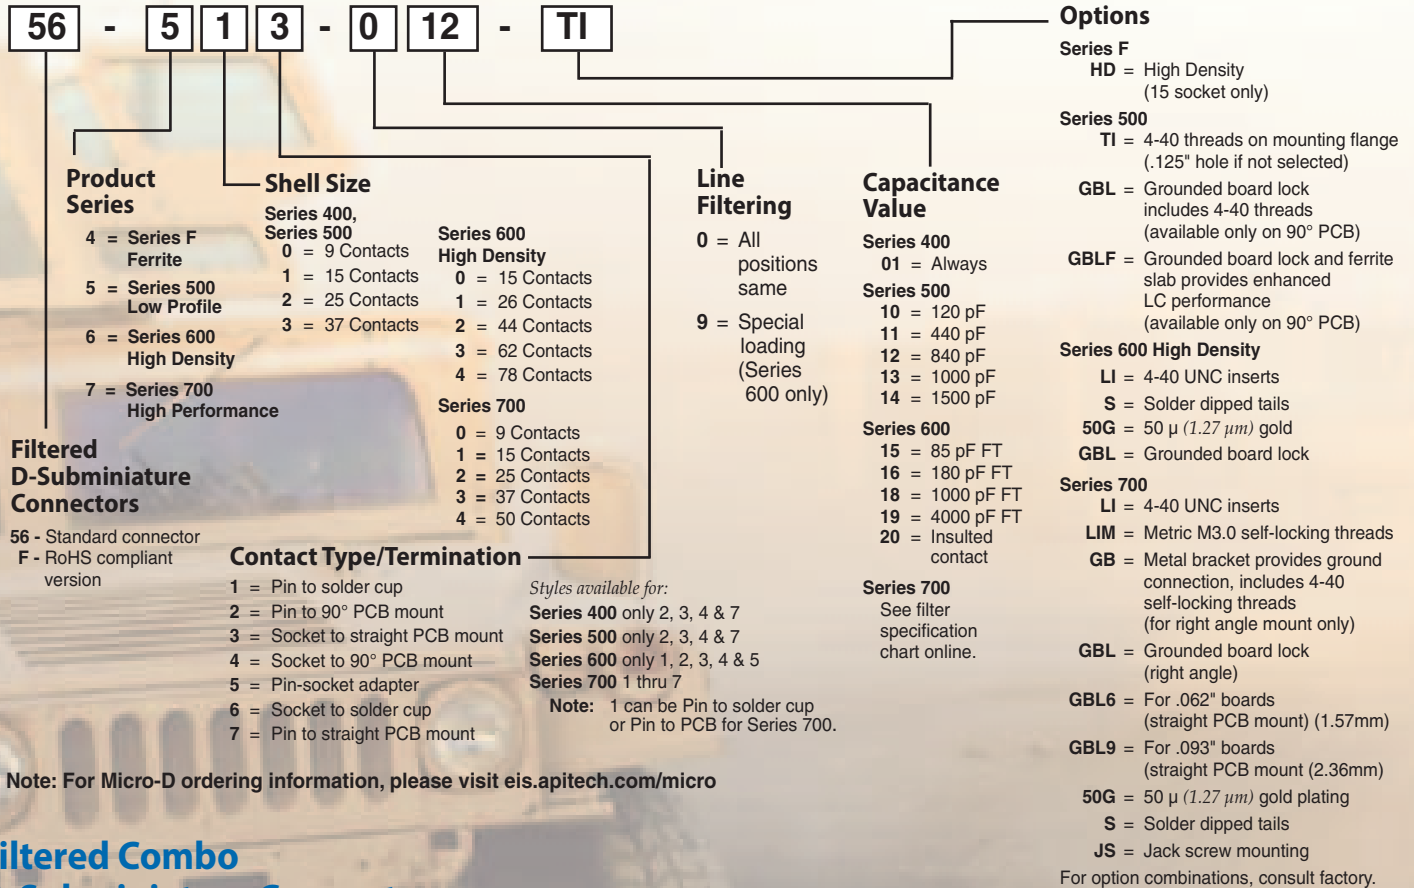 56 - 5 1 3 - 0 12 - TI
Product
Series
4 = Series F
Ferrite
5 = Series 500
Low Profile
6 = Series 600
High Density
7 = Series 700
High Performance
Filtered
D-Subminiature
Connectors
56 - Standard connector
F - RoHS compliant
version
Shell Size
Series 400,
Series 500
0 = 9 Contacts
1 = 15 Contacts
2 = 25 Contacts
3 = 37 Contacts
Series 600
High Density
0 = 15 Contacts
1 = 26 Contacts
2 = 44 Contacts
3 = 62 Contacts
4 = 78 Contacts
Series 700
0 = 9 Contacts
1 = 15 Contacts
2 = 25 Contacts
3 = 37 Contacts
4 = 50 Contacts
Contact Type/Termination
1 = Pin to solder cup
2 = Pin to 90° PCB mount
3 = Socket to straight PCB mount
4 = Socket to 90° PCB mount
5 = Pin-socket adapter
6 = Socket to solder cup
7 = Pin to straight PCB mount
Styles available for:
Series 400 only 2, 3, 4 & 7
Series 500 only 2, 3, 4 & 7
Series 600 only 1, 2, 3, 4 & 5
Series 700 1 thru 7
Note: 1 can be Pin to solder cup
or Pin to PCB for Series 700.
Line
Filtering
0 = All
positions
same
9 = Special
loading
(Series
600 only)
Capacitance
Value
Series 400
01 = Always
Series 500
10 = 120 pF
11 = 440 pF
12 = 840 pF
13 = 1000 pF
14 = 1500 pF
Series 600
15 = 85 pF FT
16 = 180 pF FT
18 = 1000 pF FT
19 = 4000 pF FT
20 = Insulted
contact
Series 700
See filter
specification
chart online.
Options
Series F
HD = High Density
(15 socket only)
Series 500
TI = 4-40 threads on mounting flange
(.125" hole if not selected)
GBL = Grounded board lock
includes 4-40 threads
(available only on 90° PCB)
GBLF = Grounded board lock and ferrite
slab provides enhanced
LC performance
(available only on 90° PCB)
Series 600 High Density
LI = 4-40 UNC inserts
S = Solder dipped tails
50G = 50 µ (1.27 µm) gold
GBL = Grounded board lock
Series 700
LI = 4-40 UNC inserts
LIM = Metric M3.0 self-locking threads
GB = Metal bracket provides ground
connection, includes 4-40
self-locking threads
(for right angle mount only)
GBL = Grounded board lock
(right angle)
GBL6 = For .062" boards
(straight PCB mount) (1.57mm)
GBL9 = For .093" boards
(straight PCB mount (2.36mm)
50G = 50 µ (1.27 µm) gold plating
S = Solder dipped tails
JS = Jack screw mounting
For option combinations, consult factory.
Note: For Micro-D ordering information, please visit eis.apitech.com/micro
iltered Combo